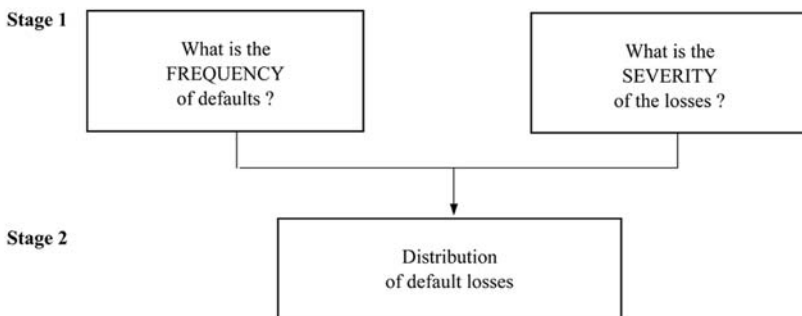 Stage 1
What is the
FREQUENCY
of defaults ?
What is the
SEVERITY
of the losses ?
Stage 2
Distribution
of default losses